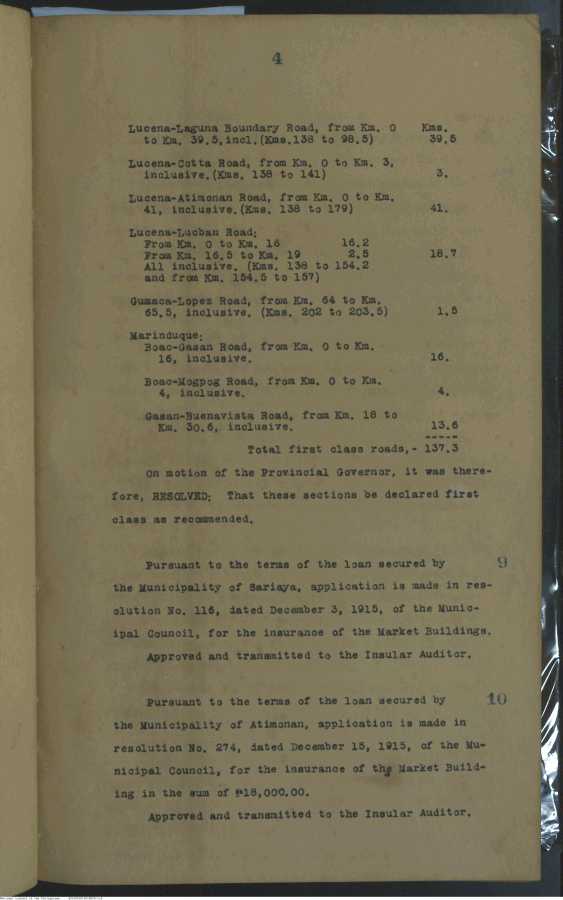 4
Lucena-Laguna Boundary Road, from Km. 0 Kms.
to Km. 39.5,incl.(Kms.138 to 98.5) 39.5
Lucena-Cotta Road, from Km. 0 to Km. 3,
inclusive.(Kms. 138 to 141) 3.
Lucena-Atimonan Road, from Km. 0 to Km.
41, inclusive.(Kms. 138 to 179) 41.
Lucena-Lucban Road:
From Km. 0 to Km. 16 16.2
From Km. 16.5 to Km. 19 2.5 18.7
All inclusive. (Kms. 138 to 154.2
and from Km. 154.5 to 157)
Gumaca-Lopez Road, from Km. 64 to Km.
65.5, inclusive. (Kms. 202 to 203.5) 1.5
Marinduque:
Boac-Gasan Road, from Km. 0 to Km.
16, inclusive. 16.
Boac-Mogpog Road, from Km. 0 to Km.
4, inclusive. 4.
Gasan-Buenavista Road, from Km. 18 to
Km. 30.6, inclusive. 13.6
-----
Total first class roads,- 137.3
On motion of the Provincial Governor, it was there-
fore, RESOLVED: That these sections be declared first
class as recommended.
Pursuant to the terms of the loan secured by 9
the Municipality of Sariaya, application is made in res-
olution No. 116, dated December 3, 1915, of the Munic-
ipal Council, for the insurance of the Market Buildings.
Approved and transmitted to the Insular Auditor.
Pursuant to the terms of the loan secured by 10
the Municipality of Atimonan, application is made in
resolution No. 274, dated December 15, 1915, of the Mu-
nicipal Council, for the insurance of the Market Build-
ing in the sum of ₱18,000.00.
Approved and transmitted to the Insular Auditor.